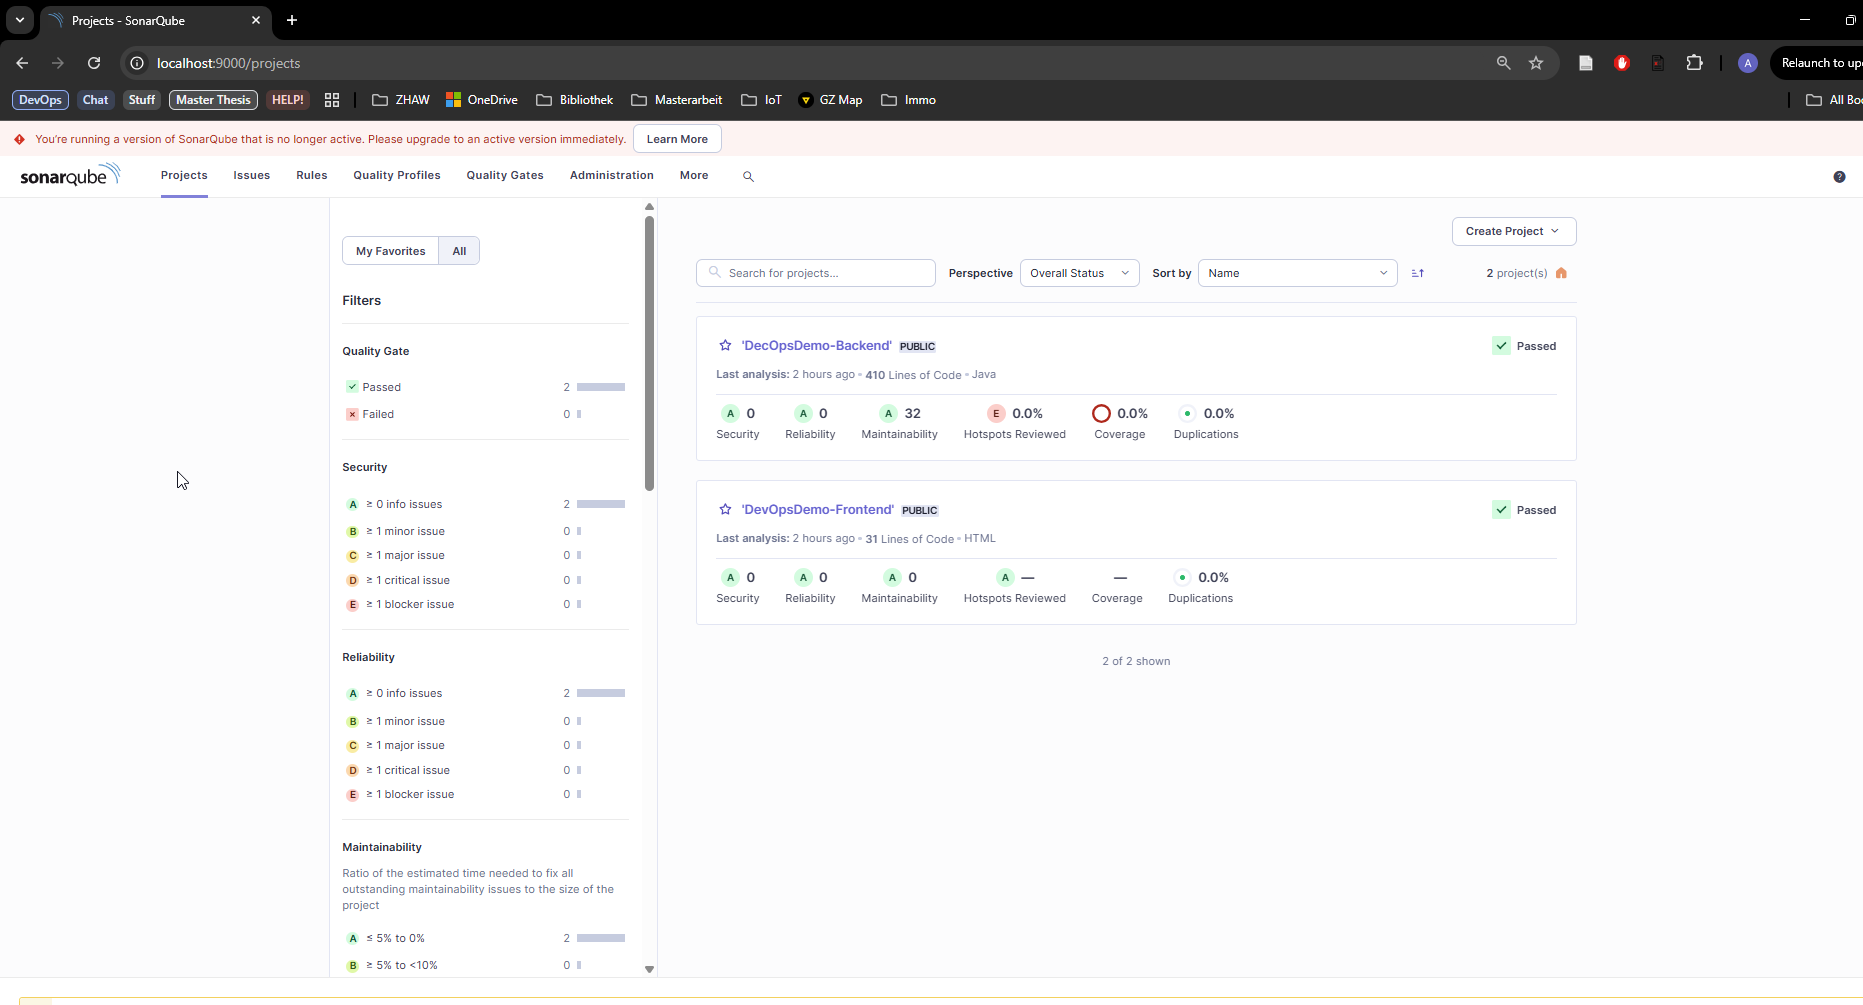 Projects - SonarQube
localhost:9000/projects
A
Relaunch to up
DevOps Chat Stuff Master Thesis HELP! ZHAW OneDrive Bibliothek Masterarbeit IoT GZ Map Immo All Boo
You're running a version of SonarQube that is no longer active. Please upgrade to an active version immediately. Learn More
sonarqube Projects Issues Rules Quality Profiles Quality Gates Administration More
My Favorites All
Filters
Quality Gate
Passed 2
Failed 0
Security
A ≥ 0 info issues 2
B ≥ 1 minor issue 0
C ≥ 1 major issue 0
D ≥ 1 critical issue 0
E ≥ 1 blocker issue 0
Reliability
A ≥ 0 info issues 2
B ≥ 1 minor issue 0
C ≥ 1 major issue 0
D ≥ 1 critical issue 0
E ≥ 1 blocker issue 0
Maintainability
Ratio of the estimated time needed to fix all
outstanding maintainability issues to the size of the
project
A ≤ 5% to 0% 2
B ≥ 5% to <10% 0
Create Project
Search for projects... Perspective Overall Status Sort by Name 2 project(s)
'DecOpsDemo-Backend' PUBLIC Passed
Last analysis: 2 hours ago 410 Lines of Code Java
A 0 A 0 A 32 E 0.0% 0.0% 0.0%
Security Reliability Maintainability Hotspots Reviewed Coverage Duplications
'DevOpsDemo-Frontend' PUBLIC Passed
Last analysis: 2 hours ago 31 Lines of Code HTML
A 0 A 0 A 0 A — — 0.0%
Security Reliability Maintainability Hotspots Reviewed Coverage Duplications
2 of 2 shown